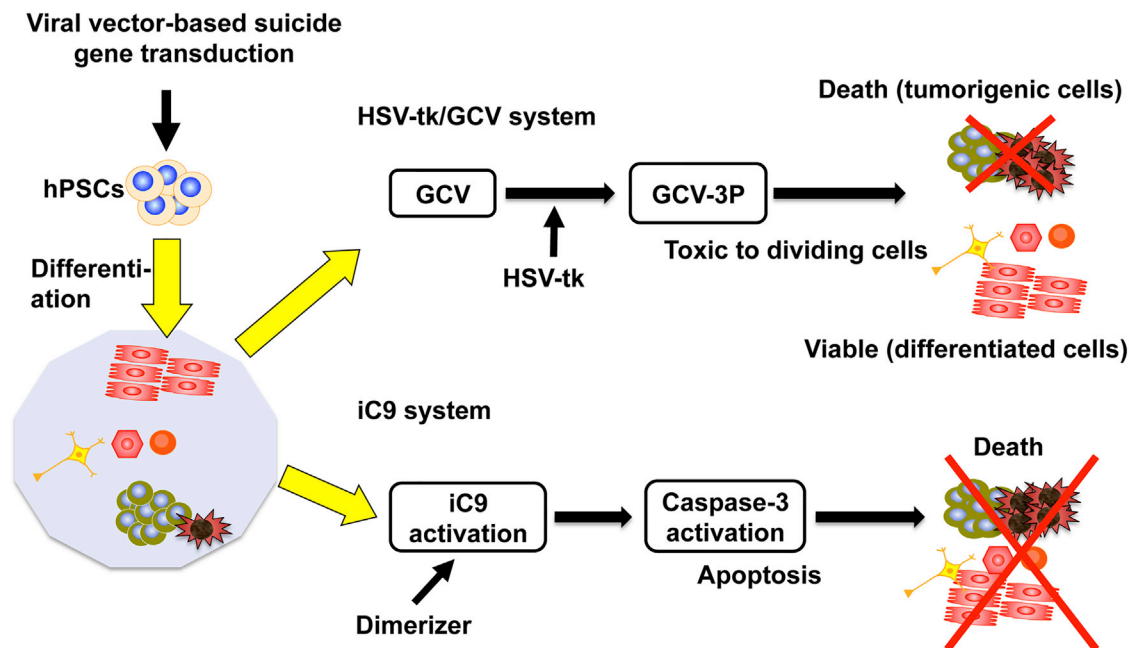 Viral vector-based suicide
gene transduction
hPSCs
Differenti-
ation
HSV-tk/GCV system
GCV
GCV-3P
HSV-tk
Toxic to dividing cells
Death (tumorigenic cells)
Viable (differentiated cells)
iC9 system
iC9
activation
Dimerizer
Caspase-3
activation
Apoptosis
Death